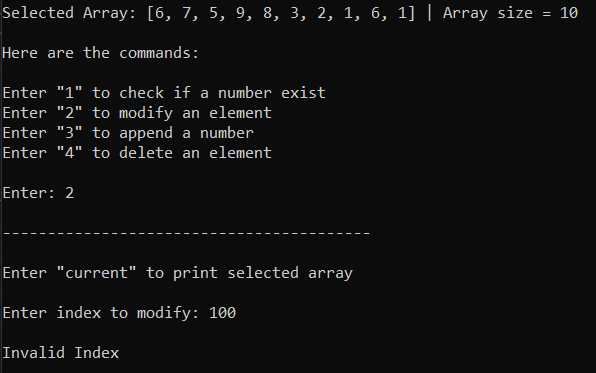 Selected Array: [6, 7, 5, 9, 8, 3, 2, 1, 6, 1] | Array size = 10
Here are the commands:
Enter "1" to check if a number exist
Enter "2" to modify an element
Enter "3" to append a number
Enter "4" to delete an element
Enter: 2
-----------------------------------------
Enter "current" to print selected array
Enter index to modify: 100
Invalid Index